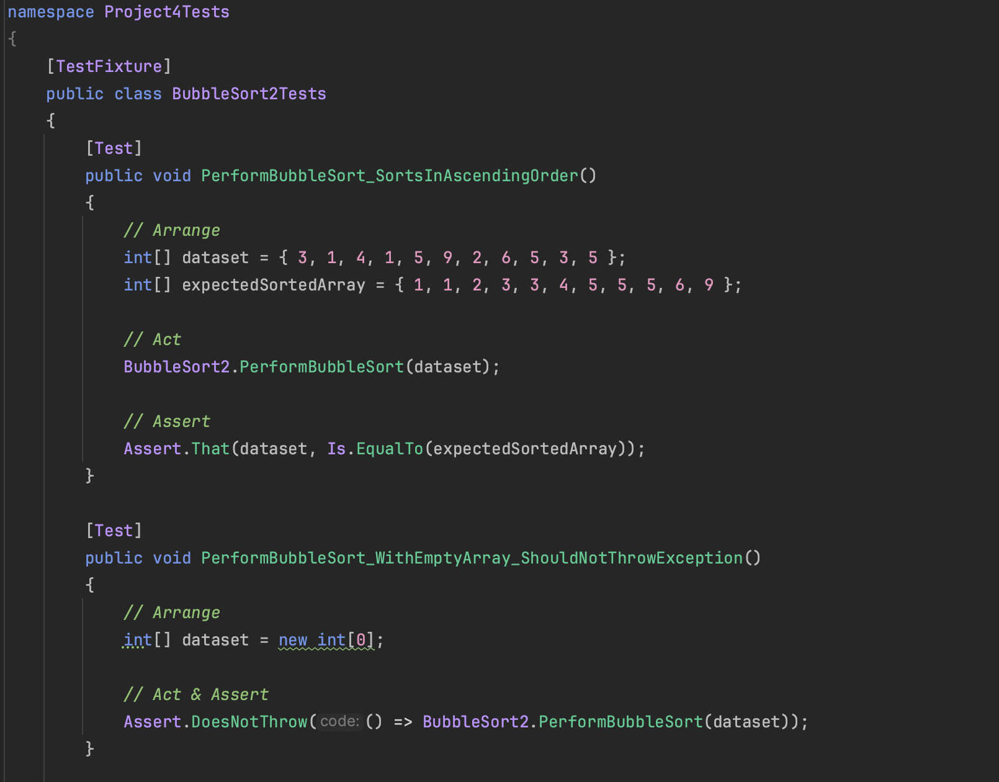 namespace Project4Tests
{
[TestFixture]
public class BubbleSort2Tests
{
[Test]
public void PerformBubbleSort_SortsInAscendingOrder()
{
// Arrange
int[] dataset = { 3, 1, 4, 1, 5, 9, 2, 6, 5, 3, 5 };
int[] expectedSortedArray = { 1, 1, 2, 3, 3, 4, 5, 5, 5, 6, 9 };
// Act
BubbleSort2.PerformBubbleSort(dataset);
// Assert
Assert.That(dataset, Is.EqualTo(expectedSortedArray));
}
[Test]
public void PerformBubbleSort_WithEmptyArray_ShouldNotThrowException()
{
// Arrange
int[] dataset = new int[0];
// Act & Assert
Assert.DoesNotThrow(code: () => BubbleSort2.PerformBubbleSort(dataset));
}